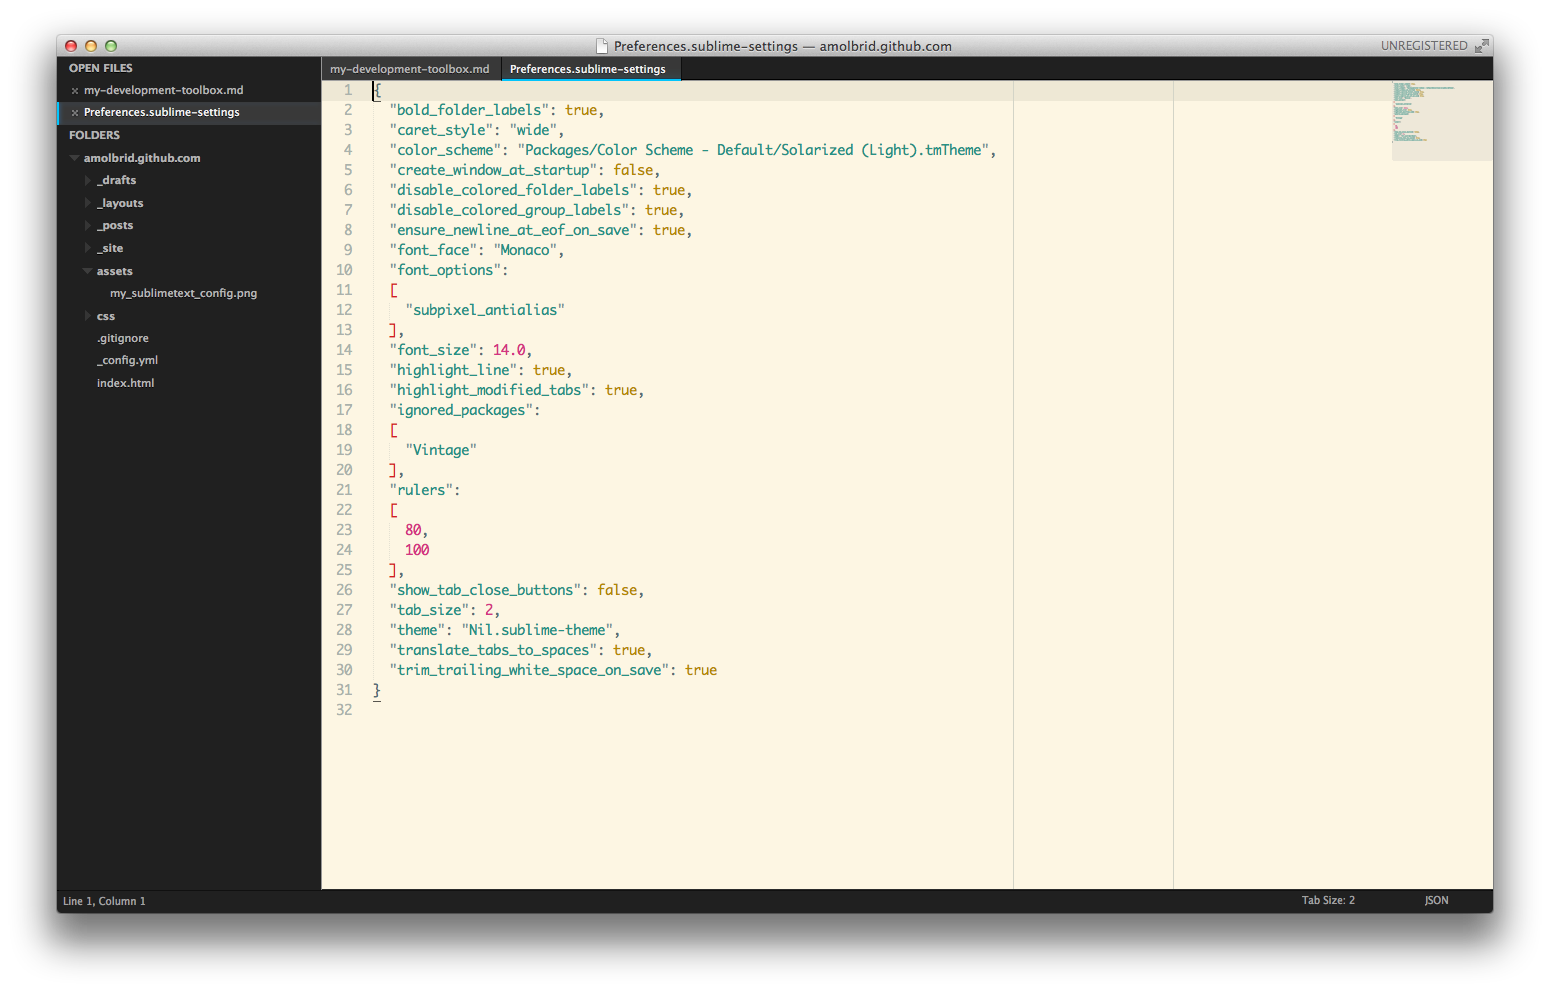 Preferences.sublime-settings — amolbrid.github.com
UNREGISTERED
OPEN FILES
my-development-toolbox.md
Preferences.sublime-settings
FOLDERS
amolbrid.github.com
_drafts
_layouts
_posts
_site
assets
my_sublimetext_config.png
css
.gitignore
_config.yml
index.html
my-development-toolbox.md
Preferences.sublime-settings
1 {
2 "bold_folder_labels": true,
3 "caret_style": "wide",
4 "color_scheme": "Packages/Color Scheme - Default/Solarized (Light).tmTheme",
5 "create_window_at_startup": false,
6 "disable_colored_folder_labels": true,
7 "disable_colored_group_labels": true,
8 "ensure_newline_at_eof_on_save": true,
9 "font_face": "Monaco",
10 "font_options":
11 [
12 "subpixel_antialias"
13 ],
14 "font_size": 14.0,
15 "highlight_line": true,
16 "highlight_modified_tabs": true,
17 "ignored_packages":
18 [
19 "Vintage"
20 ],
21 "rulers":
22 [
23 80,
24 100
25 ],
26 "show_tab_close_buttons": false,
27 "tab_size": 2,
28 "theme": "Nil.sublime-theme",
29 "translate_tabs_to_spaces": true,
30 "trim_trailing_white_space_on_save": true
31 }
32
Line 1, Column 1
Tab Size: 2
JSON